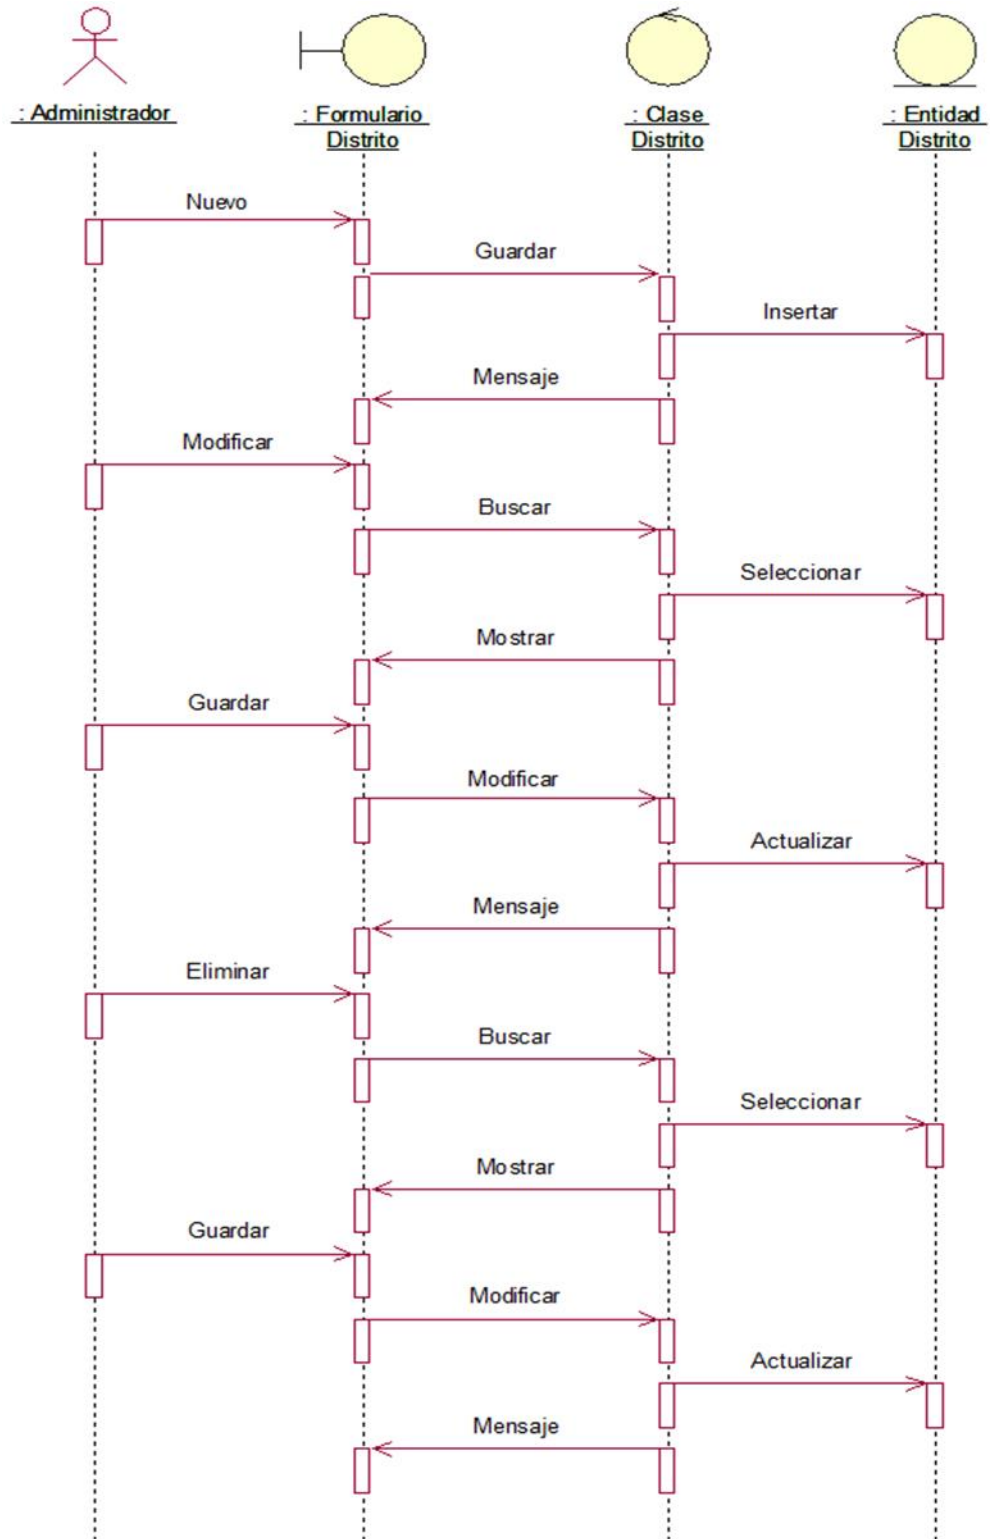 : Administrador
: Formulario
Distrito
: Clase
Distrito
: Entidad
Distrito
Nuevo
Guardar
Insertar
Mensaje
Modificar
Buscar
Seleccionar
Mostrar
Guardar
Modificar
Actualizar
Mensaje
Eliminar
Buscar
Seleccionar
Mostrar
Guardar
Modificar
Actualizar
Mensaje